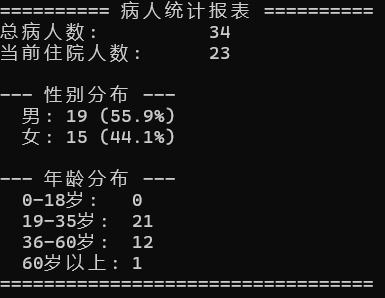 ========== 病人统计报表 ==========
总病人数: 34
当前住院人数: 23
--- 性别分布 ---
男: 19 (55.9%)
女: 15 (44.1%)
--- 年龄分布 ---
0-18岁: 0
19-35岁: 21
36-60岁: 12
60岁以上: 1
==================================